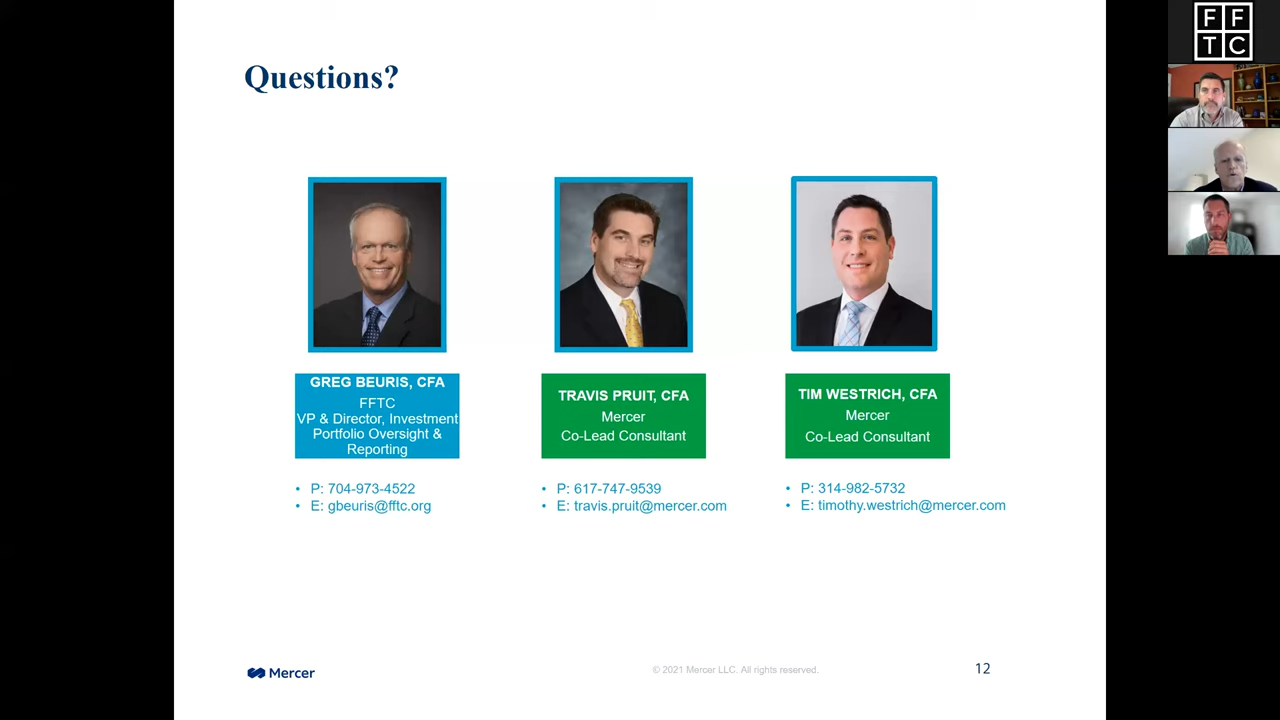 Questions?
GREG BEURIS, CFA
FFTC
VP & Director, Investment
Portfolio Oversight &
Reporting
• P: 704-973-4522
• E: gbeuris@fftc.org
TRAVIS PRUIT, CFA
Mercer
Co-Lead Consultant
• P: 617-747-9539
• E: travis.pruit@mercer.com
TIM WESTRICH, CFA
Mercer
Co-Lead Consultant
• P: 314-982-5732
• E: timothy.westrich@mercer.com
Mercer
© 2021 Mercer LLC. All rights reserved.
12
F F
T C